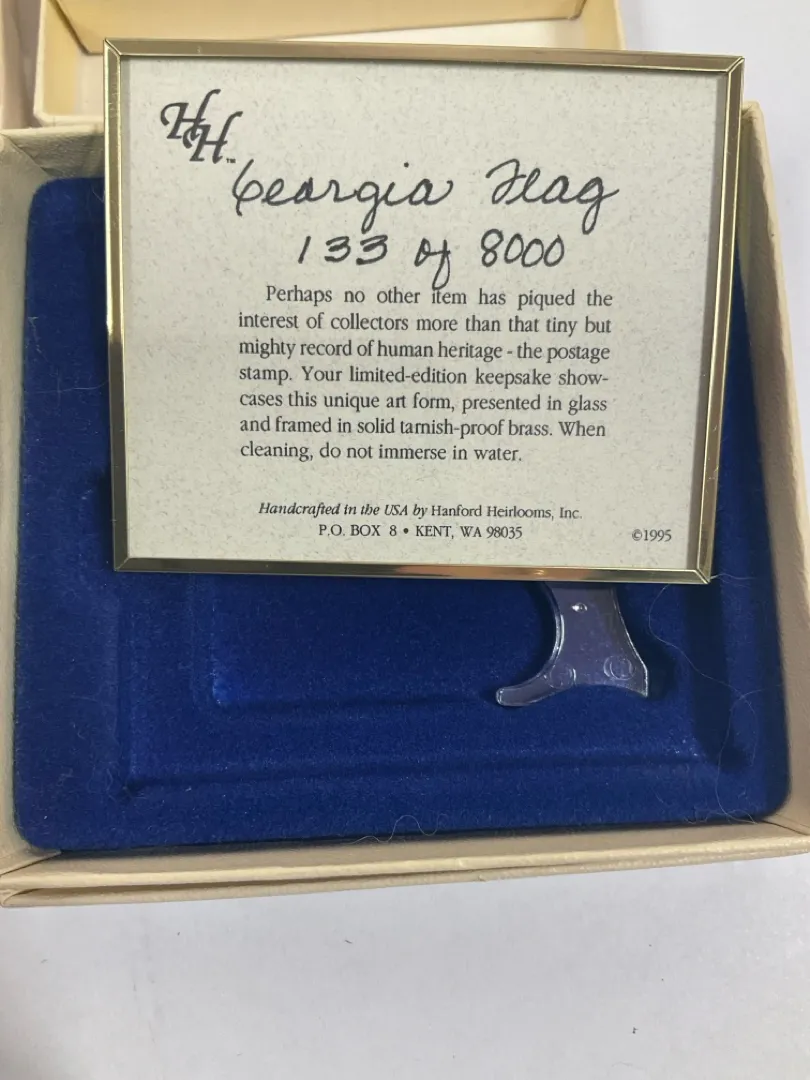 HH™
Georgia Flag
133 of 8000
Perhaps no other item has piqued the
interest of collectors more than that tiny but
mighty record of human heritage - the postage
stamp. Your limited-edition keepsake show-
cases this unique art form, presented in glass
and framed in solid tarnish-proof brass. When
cleaning, do not immerse in water.
Handcrafted in the USA by Hanford Heirlooms, Inc.
P.O. BOX 8 • KENT, WA 98035
©1995